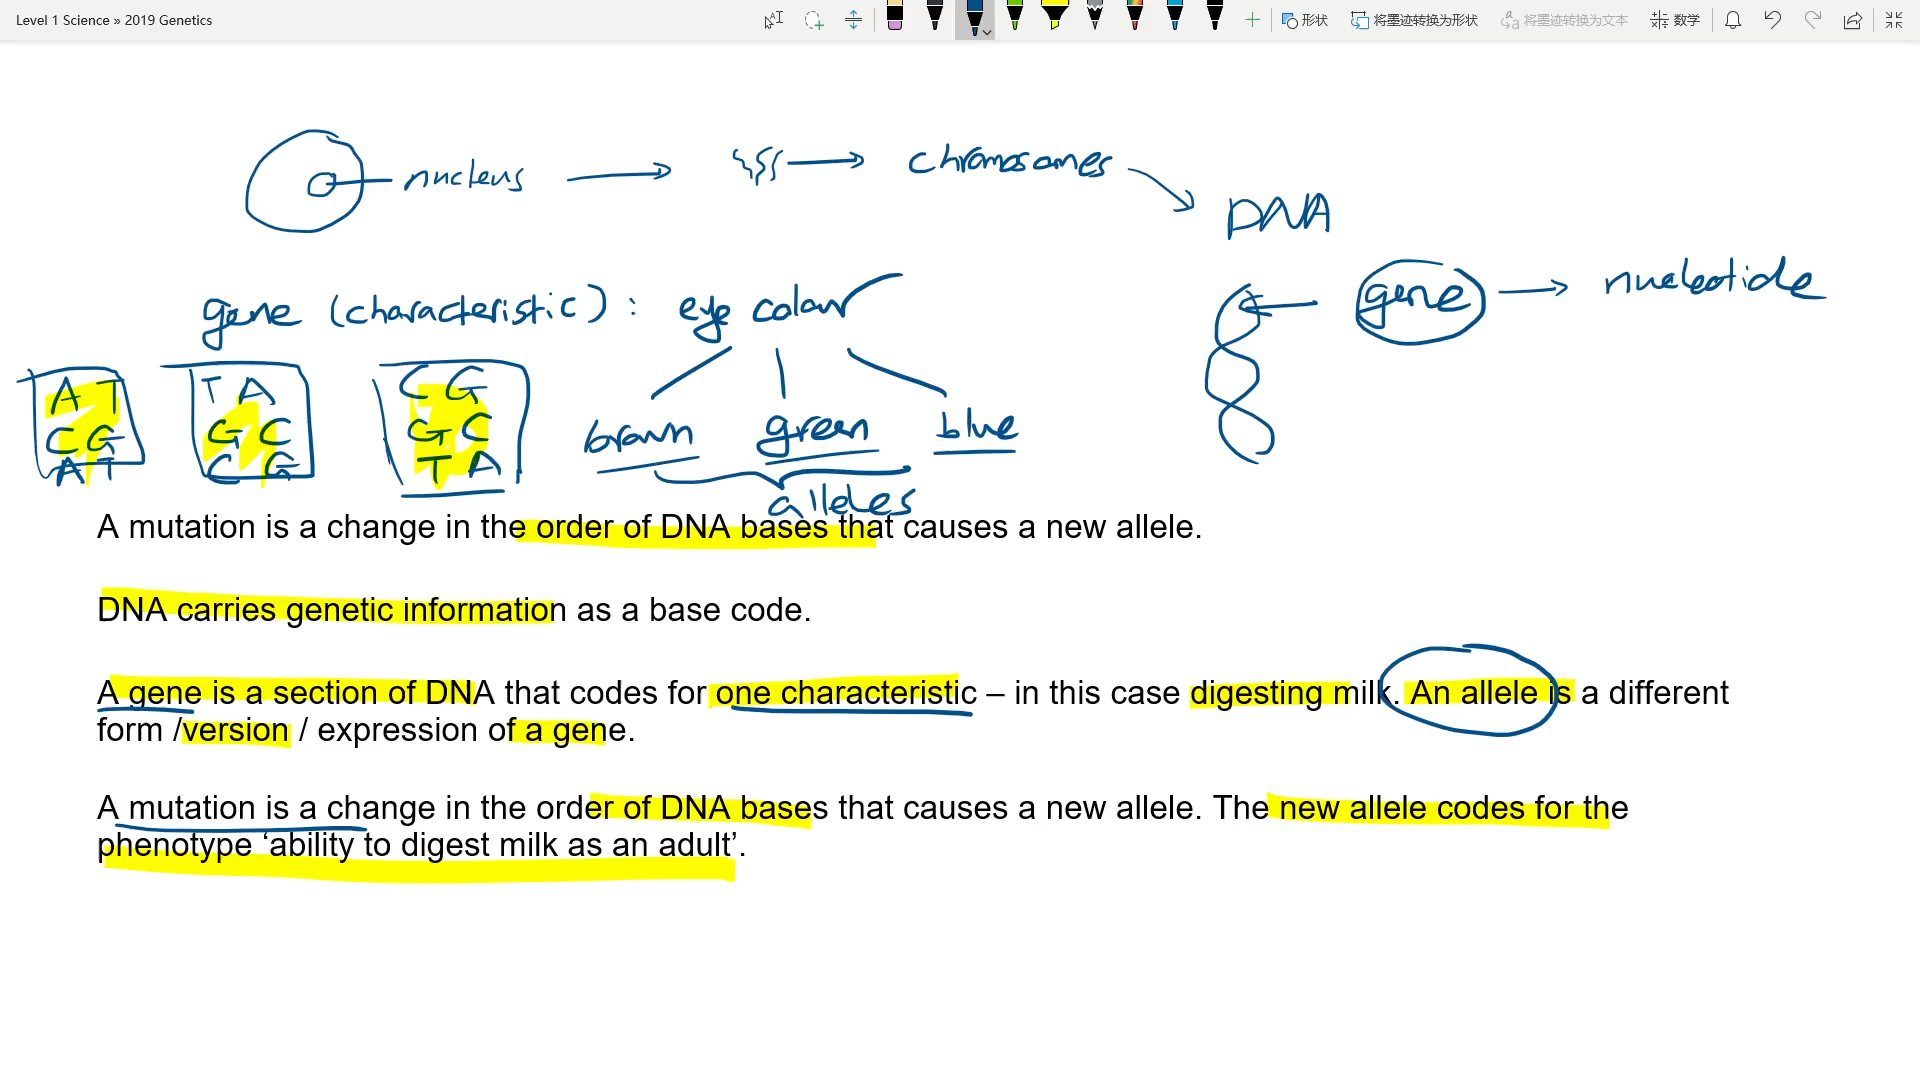 Level 1 Science » 2019 Genetics
形状 将墨迹转换为形状 将墨迹转换为文本 数学
nucleus
chromosomes
DNA
gene
nucleotide
gene (characteristic) : eye colour
A T
C G
A T
T A
G C
C G
C G
G C
T A
brown green blue
alleles
A mutation is a change in the order of DNA bases that causes a new allele.
DNA carries genetic information as a base code.
A gene is a section of DNA that codes for one characteristic – in this case digesting milk. An allele is a different
form /version / expression of a gene.
A mutation is a change in the order of DNA bases that causes a new allele. The new allele codes for the
phenotype ‘ability to digest milk as an adult’.